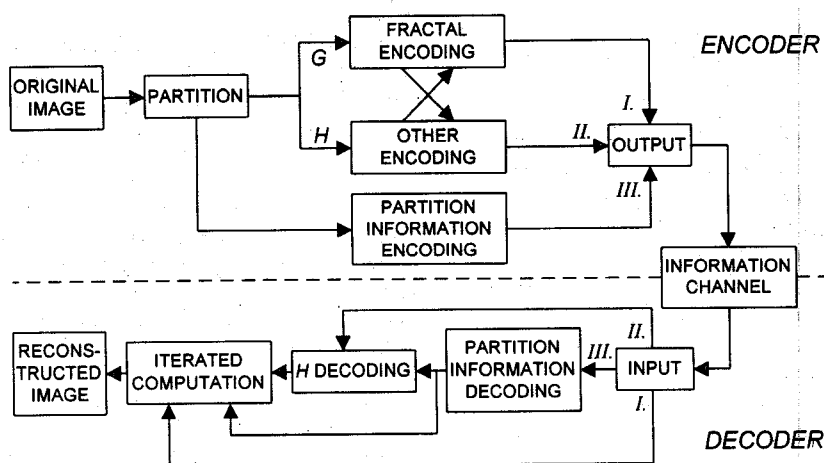 FRACTAL
ENCODING
ENCODER
G
ORIGINAL
IMAGE
PARTITION
I.
H
OTHER
ENCODING
II.
OUTPUT
III.
PARTITION
INFORMATION
ENCODING
INFORMATION
CHANNEL
RECONS-
TRUCTED
IMAGE
ITERATED
COMPUTATION
H DECODING
PARTITION
INFORMATION
DECODING
II.
III.
INPUT
I.
DECODER